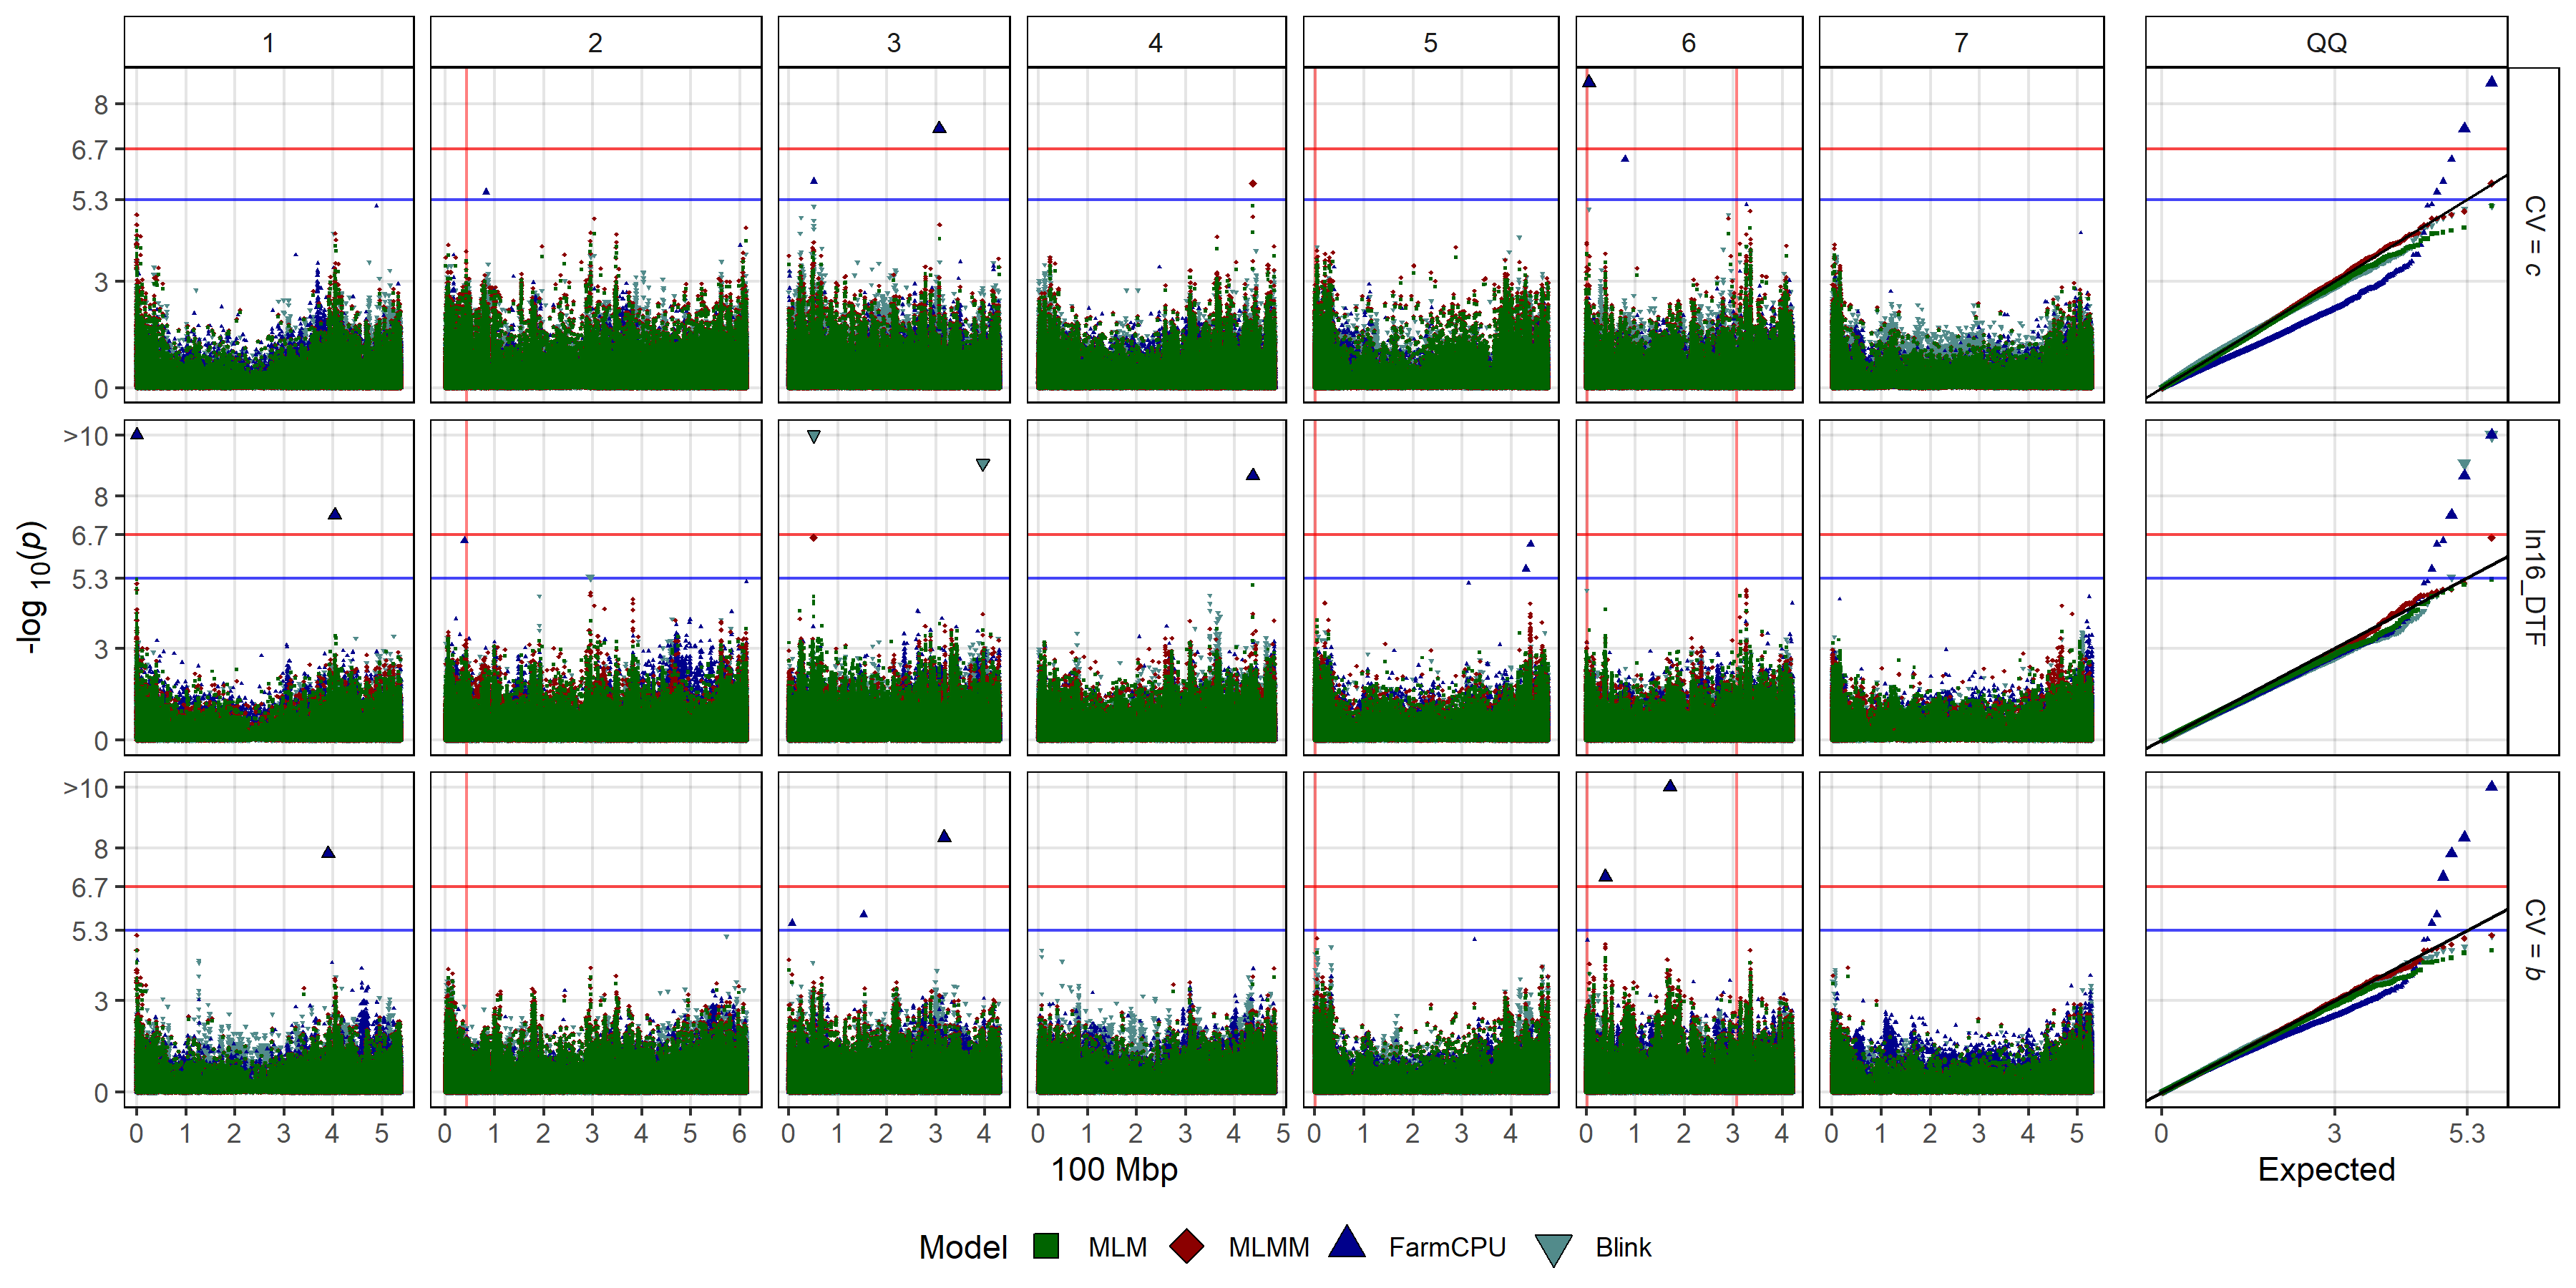 1 2 3 4 5 6 7 QQ
8
6.7
5.3
3
0
CV = c
>10
8
6.7
5.3
3
0
In16_DTF
>10
8
6.7
5.3
3
0
CV = b
-log 10(p)
0 1 2 3 4 5 0 1 2 3 4 5 6 0 1 2 3 4 0 1 2 3 4 5 0 1 2 3 4 0 1 2 3 4 0 1 2 3 4 5 0 3 5.3
100 Mbp Expected
Model MLM MLMM FarmCPU Blink